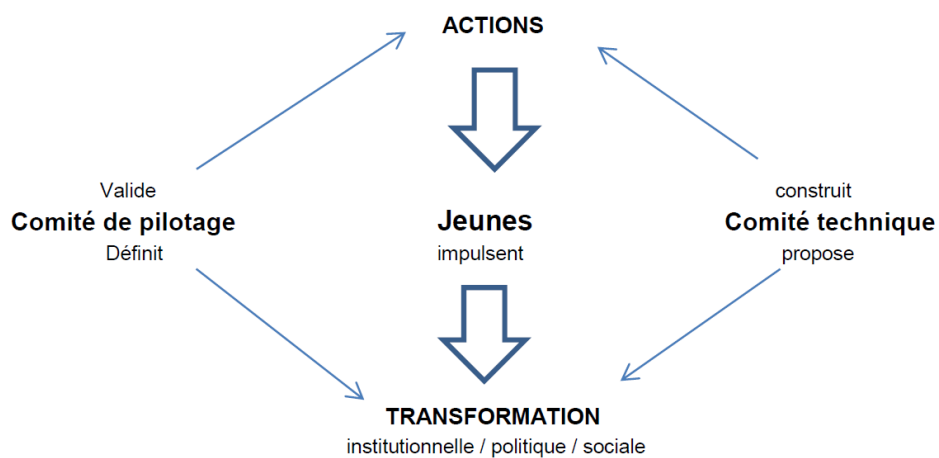 ACTIONS
Valide
Comité de pilotage
Définit
Jeunes
impulsent
construit
Comité technique
propose
TRANSFORMATION
institutionnelle / politique / sociale